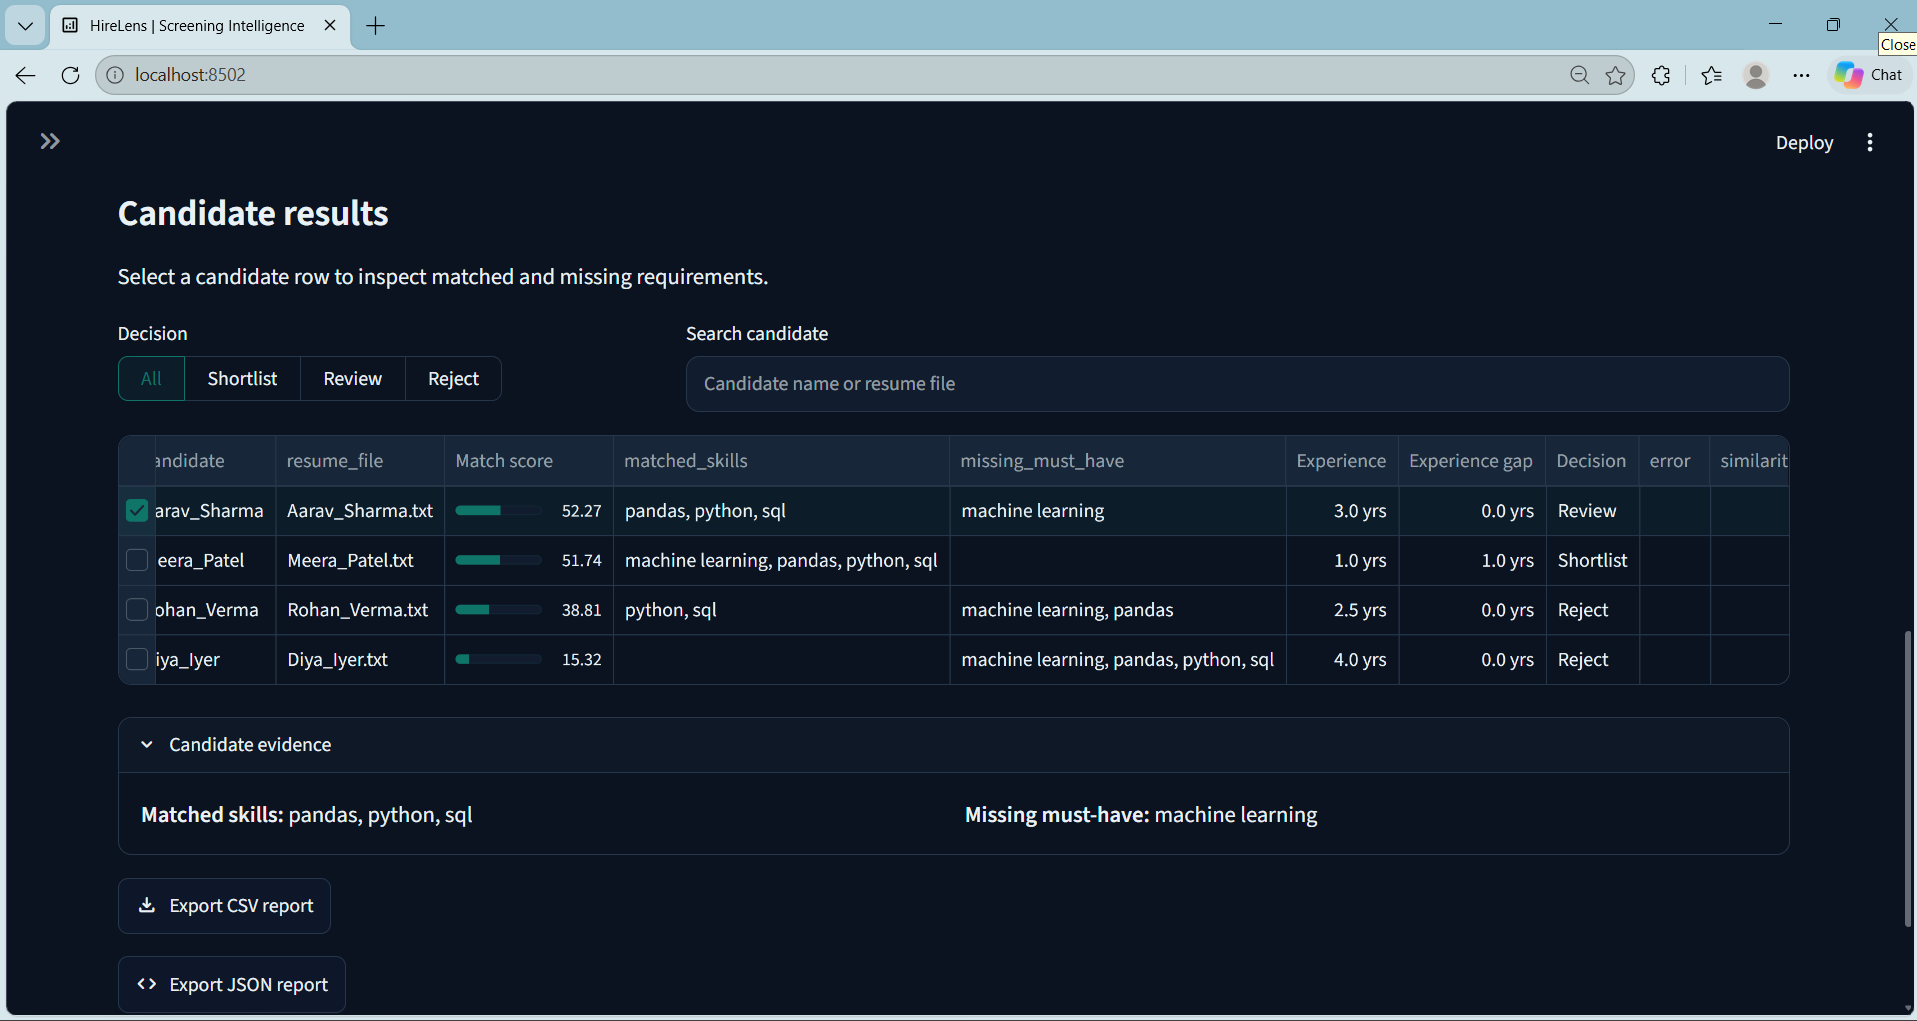 HireLens | Screening Intelligence
Close
localhost:8502
Chat
Deploy
Candidate results
Select a candidate row to inspect matched and missing requirements.
Decision
Search candidate
All Shortlist Review Reject
Candidate name or resume file
andidate resume_file Match score matched_skills missing_must_have Experience Experience gap Decision error similarit
arav_Sharma Aarav_Sharma.txt 52.27 pandas, python, sql machine learning 3.0 yrs 0.0 yrs Review
eera_Patel Meera_Patel.txt 51.74 machine learning, pandas, python, sql 1.0 yrs 1.0 yrs Shortlist
ohan_Verma Rohan_Verma.txt 38.81 python, sql machine learning, pandas 2.5 yrs 0.0 yrs Reject
iya_Iyer Diya_Iyer.txt 15.32 machine learning, pandas, python, sql 4.0 yrs 0.0 yrs Reject
Candidate evidence
Matched skills: pandas, python, sql
Missing must-have: machine learning
Export CSV report
Export JSON report